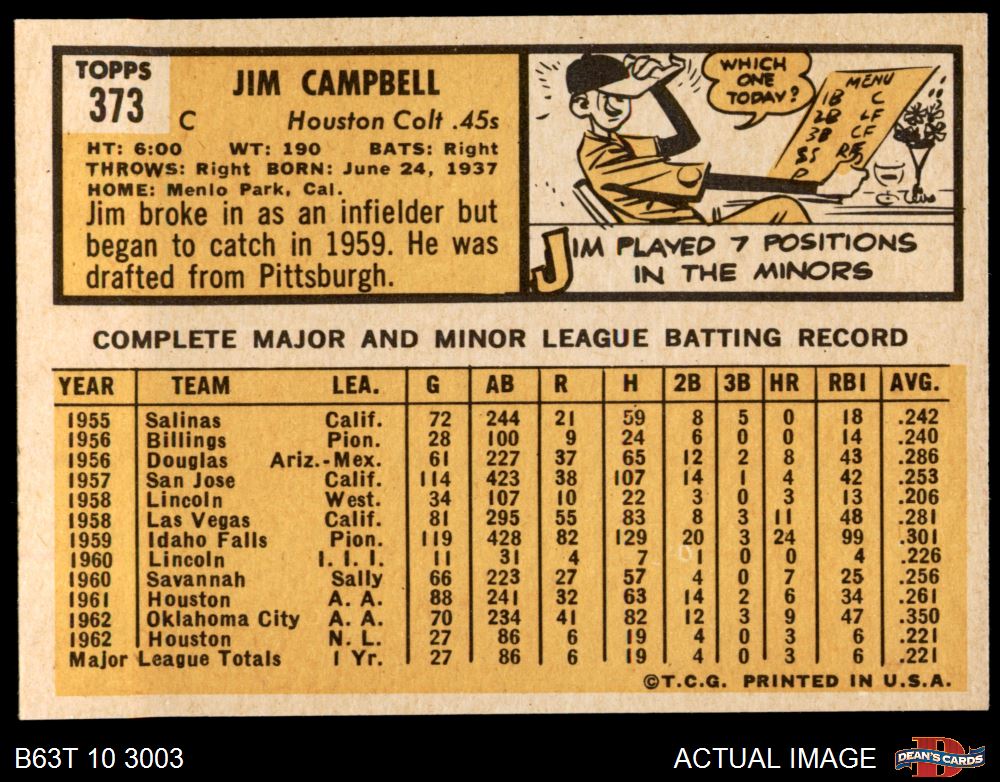 TOPPS
373
JIM CAMPBELL
C Houston Colt .45s
HT: 6:00 WT: 190 BATS: Right
THROWS: Right BORN: June 24, 1937
HOME: Menlo Park, Cal.
Jim broke in as an infielder but
began to catch in 1959. He was
drafted from Pittsburgh.
WHICH
ONE
TODAY?
MENU
1B C
2B LF
3B CF
SS RF
P
JIM PLAYED 7 POSITIONS
IN THE MINORS
COMPLETE MAJOR AND MINOR LEAGUE BATTING RECORD
YEAR TEAM LEA. G AB R H 2B 3B HR RBI AVG.
1955 Salinas Calif. 72 244 21 59 8 5 0 18 .242
1956 Billings Pion. 28 100 9 24 6 0 0 14 .240
1956 Douglas Ariz.-Mex. 61 227 37 65 12 2 8 43 .286
1957 San Jose Calif. 114 423 38 107 14 1 4 42 .253
1958 Lincoln West. 34 107 10 22 3 0 3 13 .206
1958 Las Vegas Calif. 81 295 55 83 8 3 11 48 .281
1959 Idaho Falls Pion. 119 428 82 129 20 3 24 99 .301
1960 Lincoln I. I. I. 11 31 4 7 1 0 0 4 .226
1960 Savannah Sally 66 223 27 57 4 0 7 25 .256
1961 Houston A. A. 88 241 32 63 14 2 6 34 .261
1962 Oklahoma City A. A. 70 234 41 82 12 3 9 47 .350
1962 Houston N. L. 27 86 6 19 4 0 3 6 .221
Major League Totals 1 Yr. 27 86 6 19 4 0 3 6 .221
©T.C.G. PRINTED IN U.S.A.
B63T 10 3003
ACTUAL IMAGE
D
DEAN'S CARDS